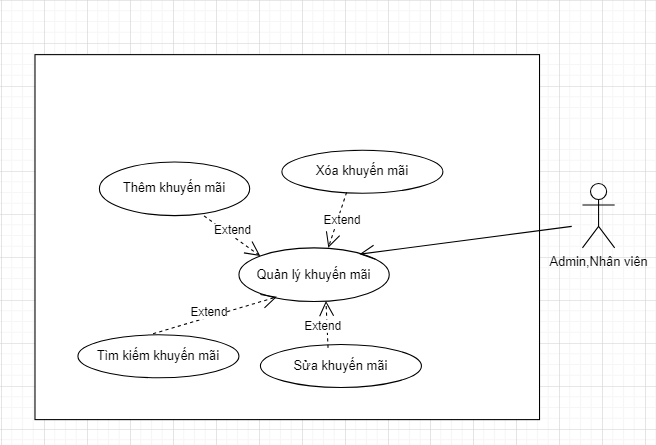 Xóa khuyến mãi
Thêm khuyến mãi
Extend
Extend
Quản lý khuyến mãi
Admin,Nhân viên
Extend
Extend
Tìm kiếm khuyến mãi
Sửa khuyến mãi